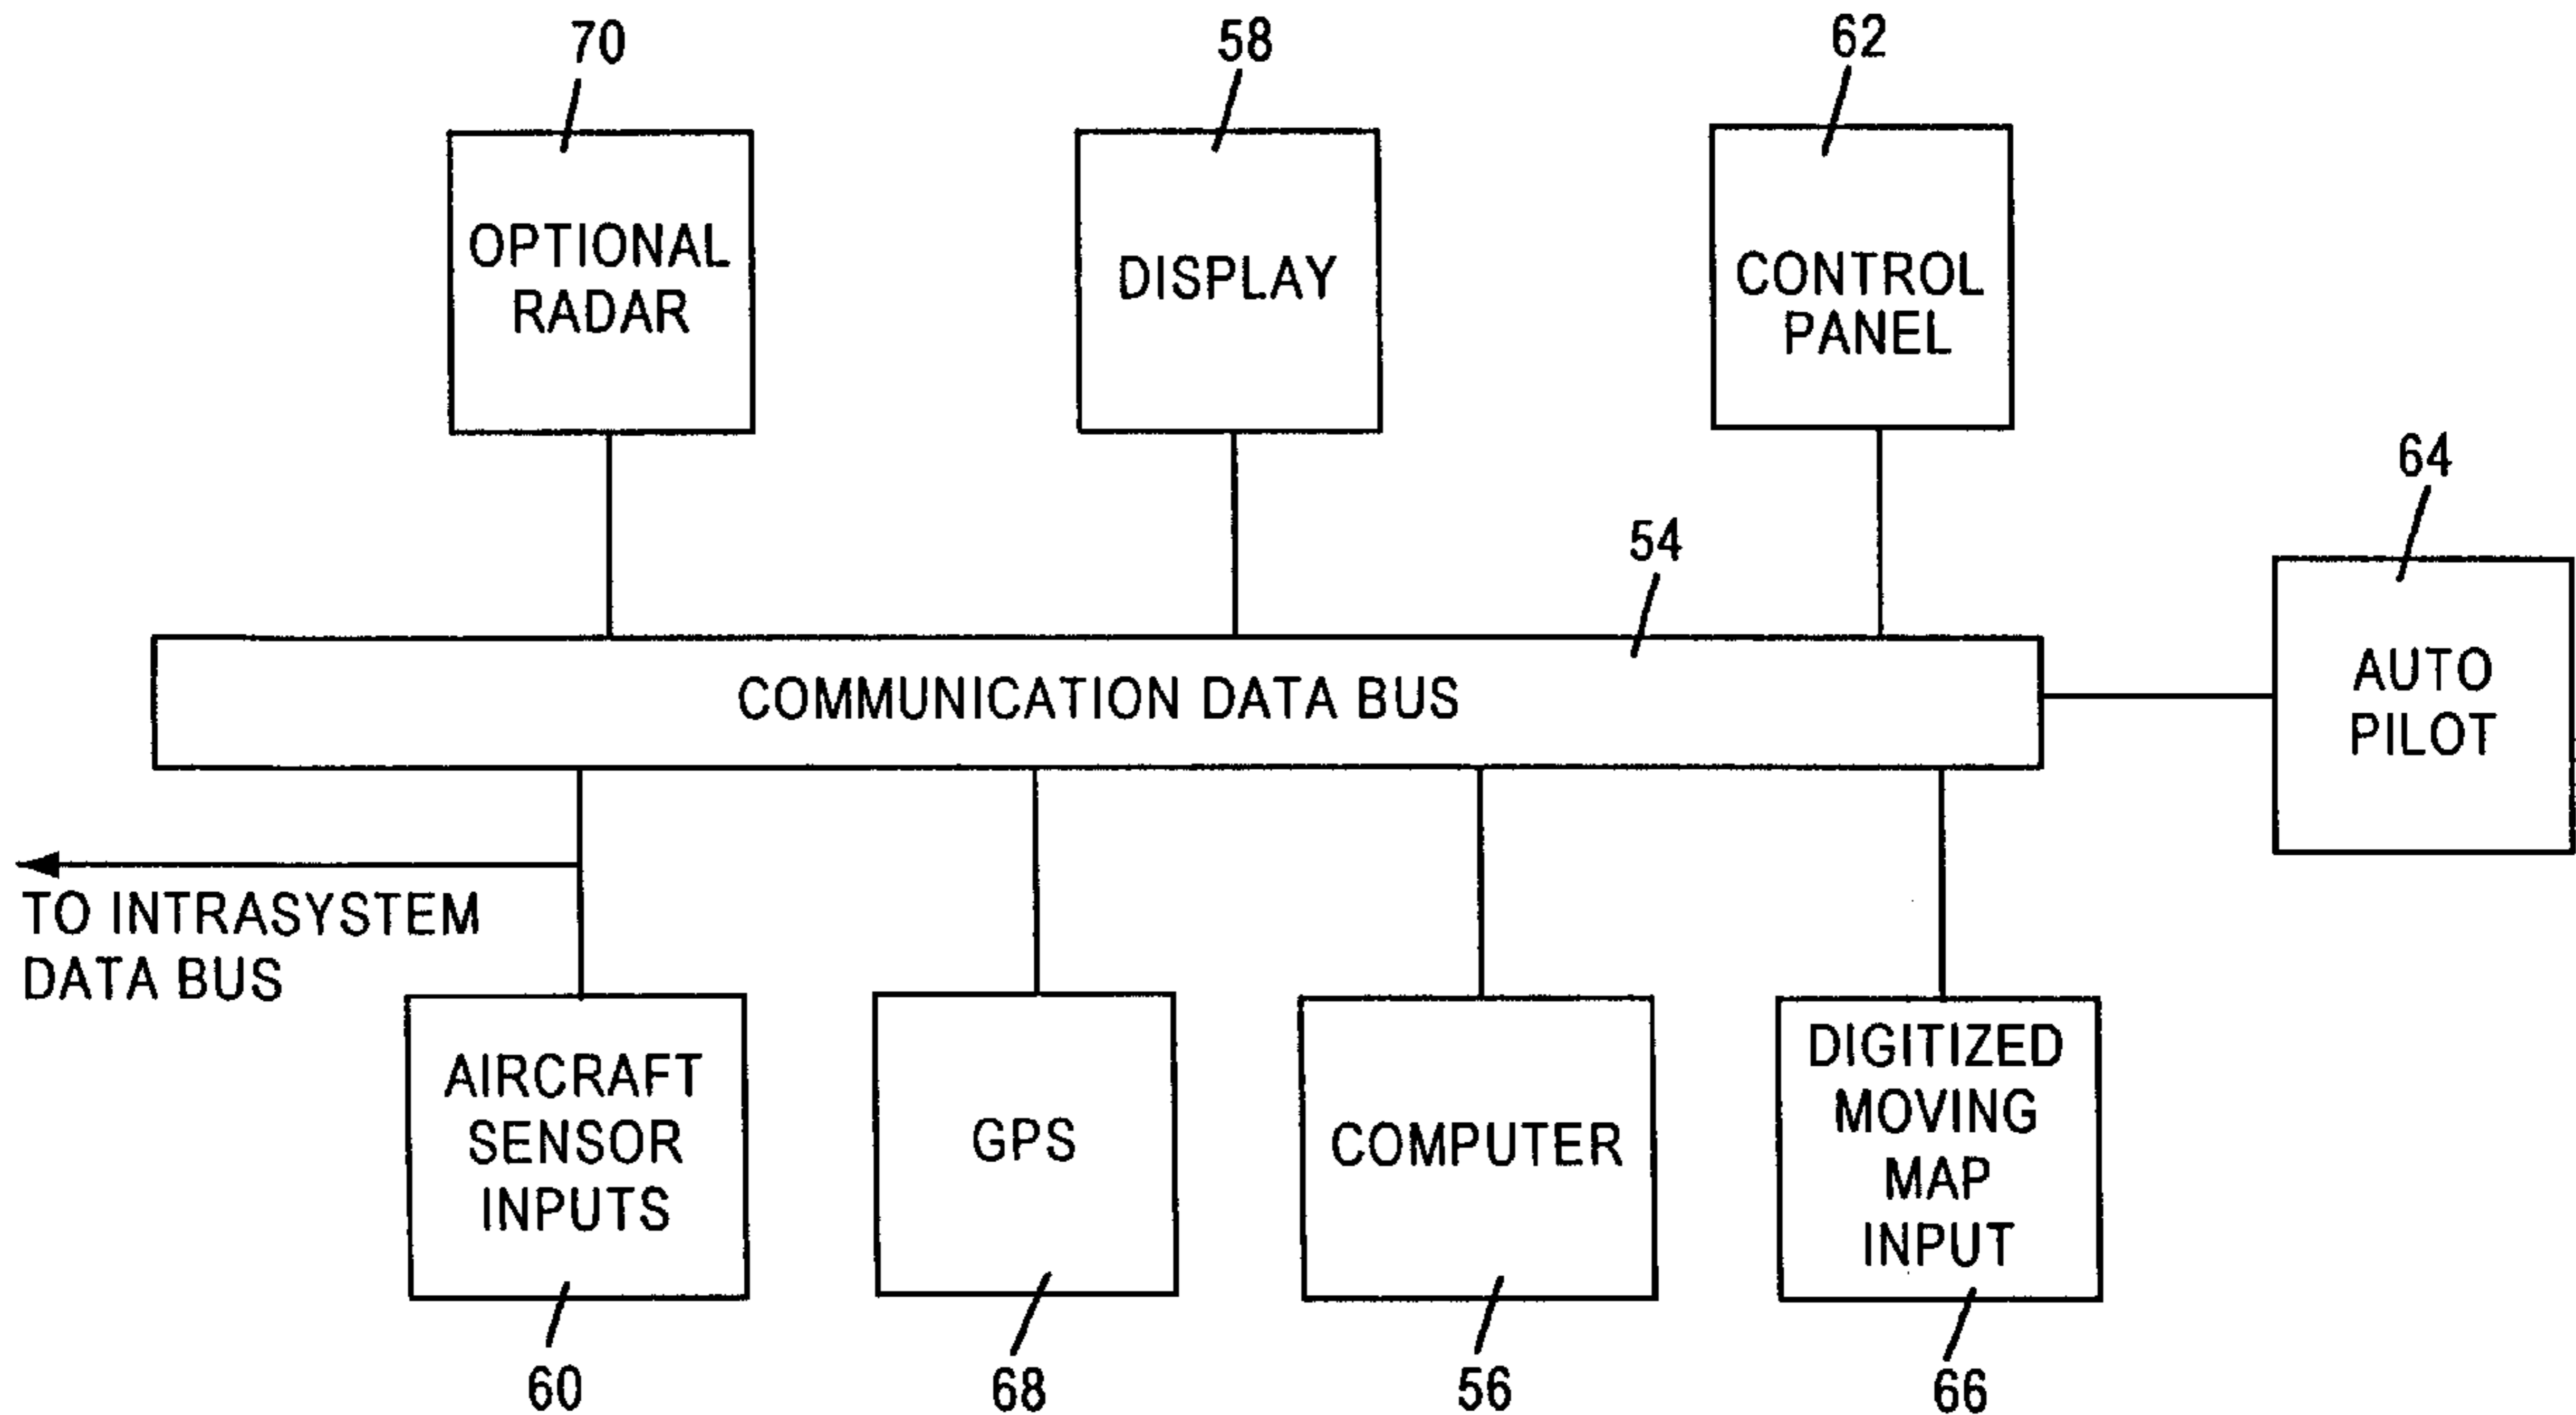 70
58
62
OPTIONAL
RADAR
DISPLAY
CONTROL
PANEL
64
54
AUTO
PILOT
COMMUNICATION DATA BUS
TO INTRASYSTEM
DATA BUS
AIRCRAFT
SENSOR
INPUTS
GPS
COMPUTER
DIGITIZED
MOVING
MAP
INPUT
60
68
56
66